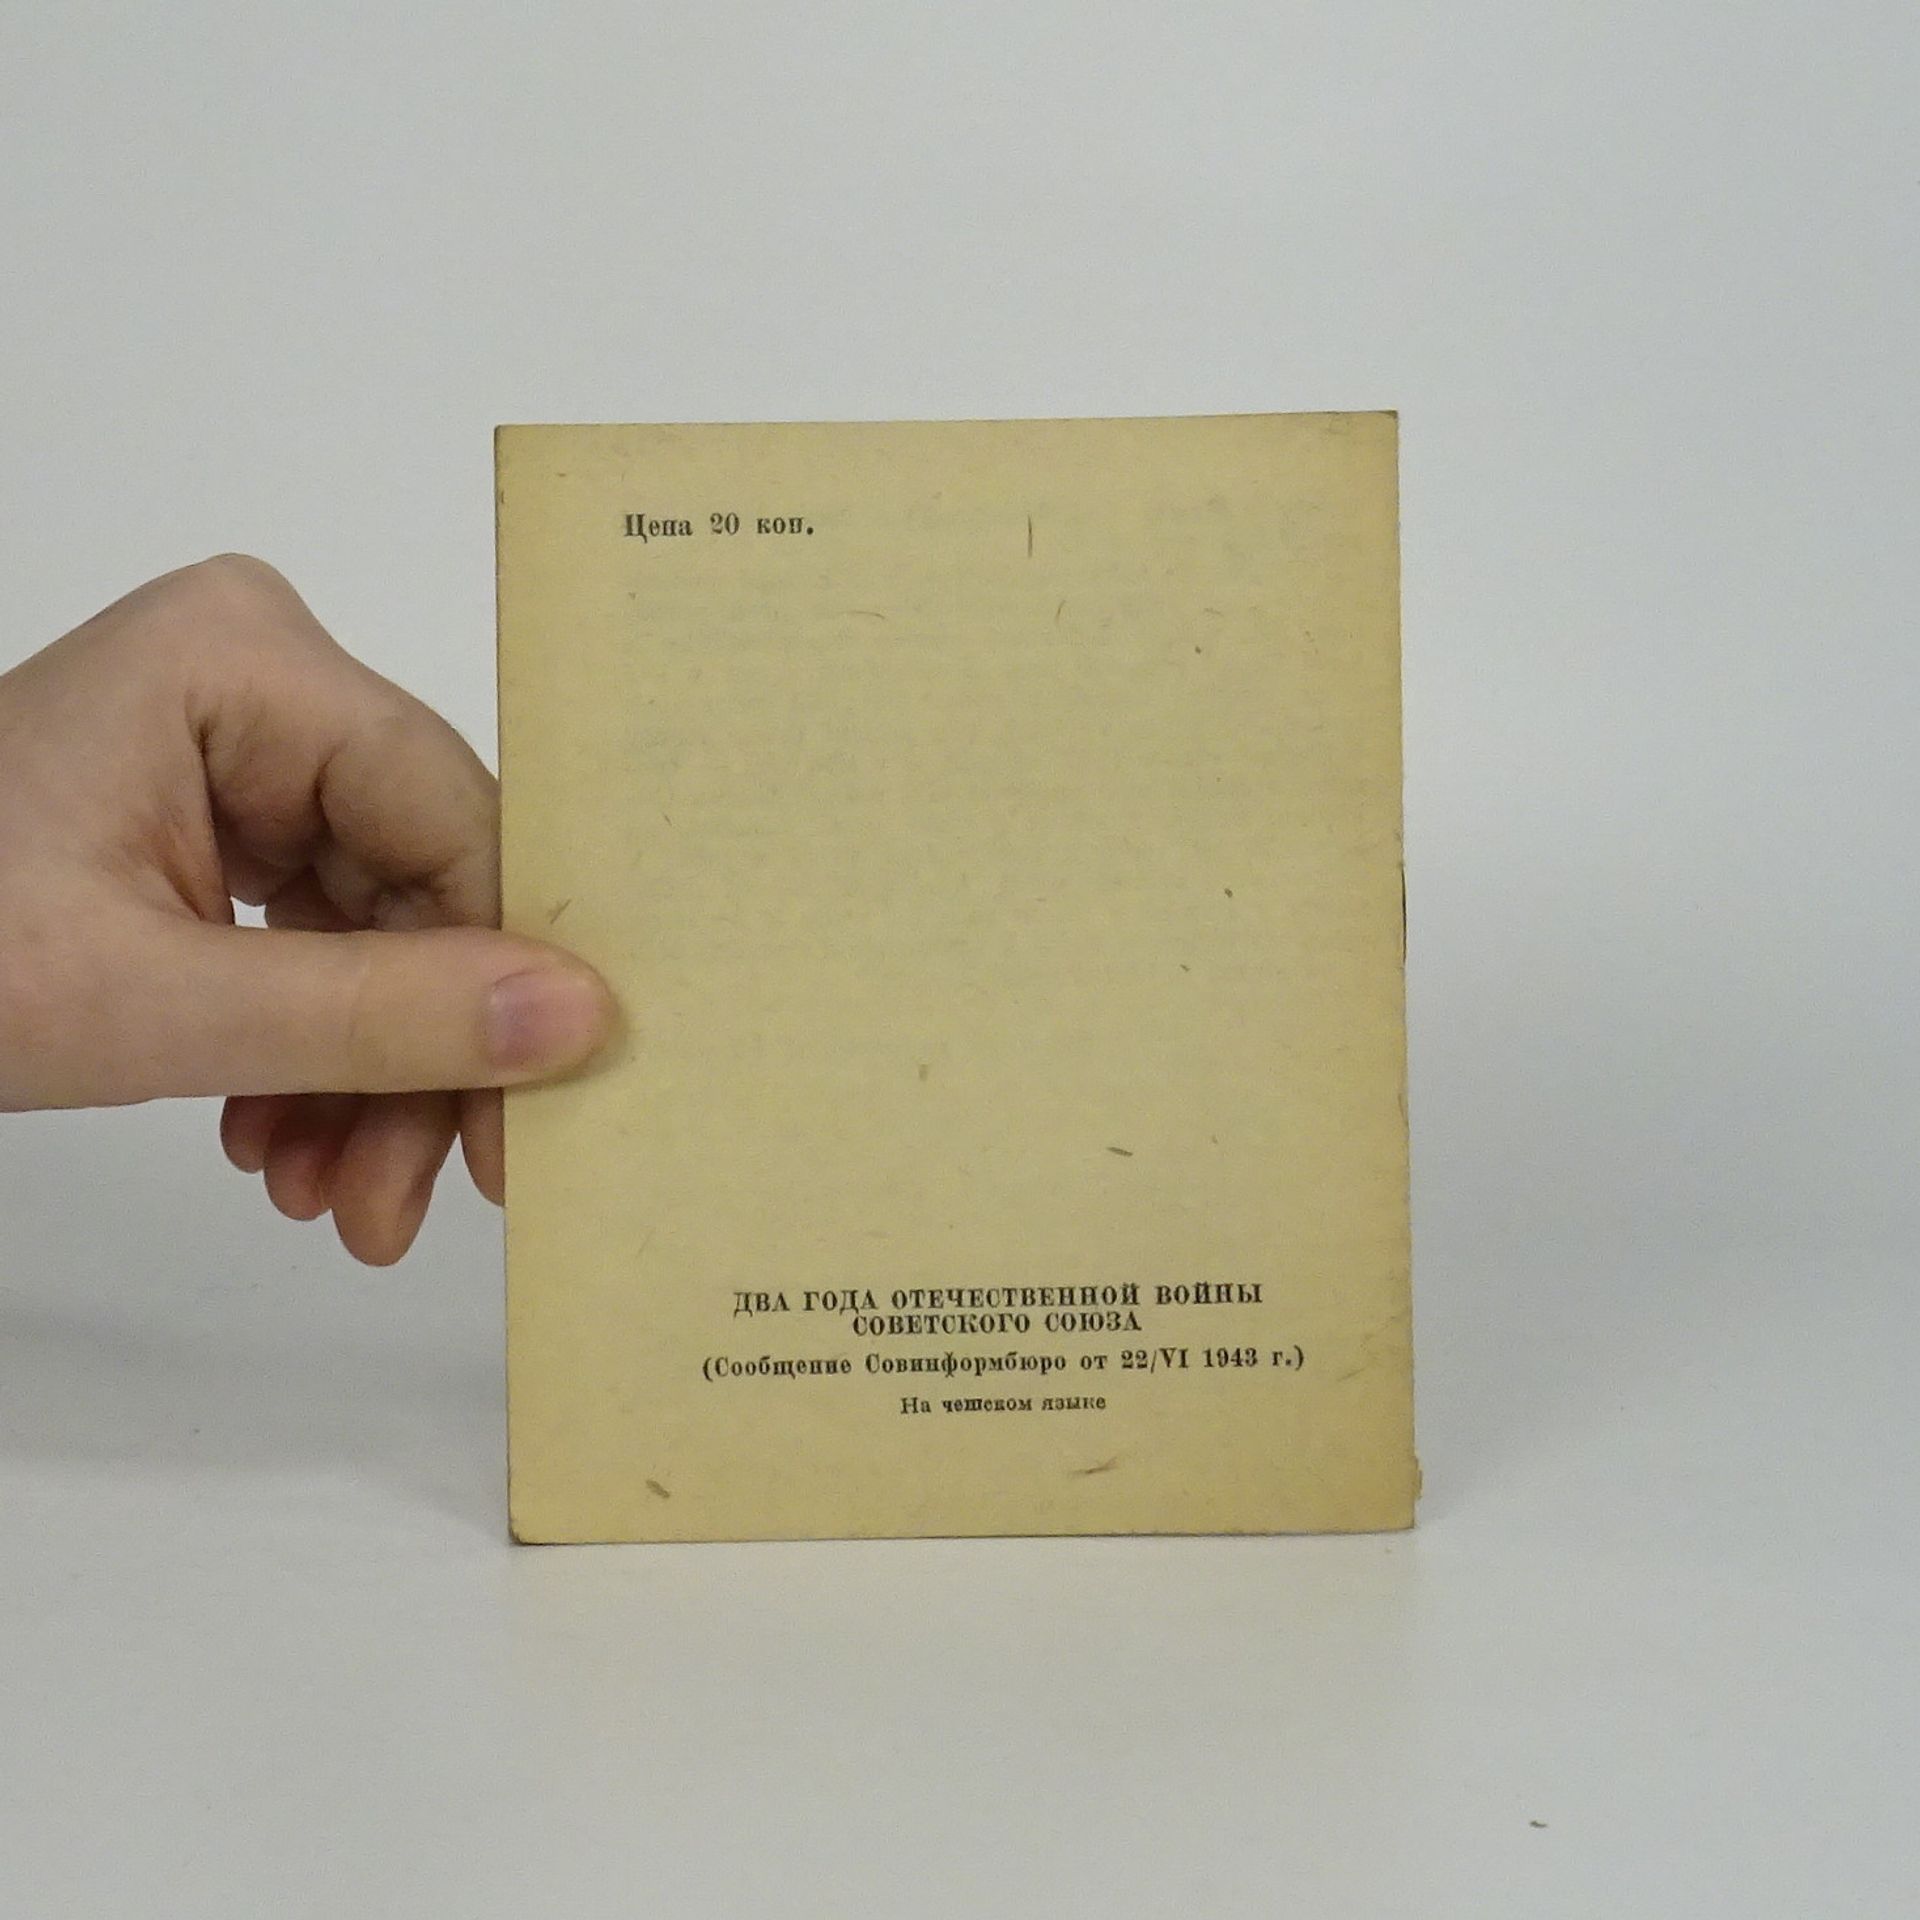 Цена 20 коп.
ДВА ГОДА ОТЕЧЕСТВЕННОЙ ВОЙНЫ
СОВЕТСКОГО СОЮЗА
(Сообщение Совинформбюро от 22/VI 1943 г.)
На чешском языке